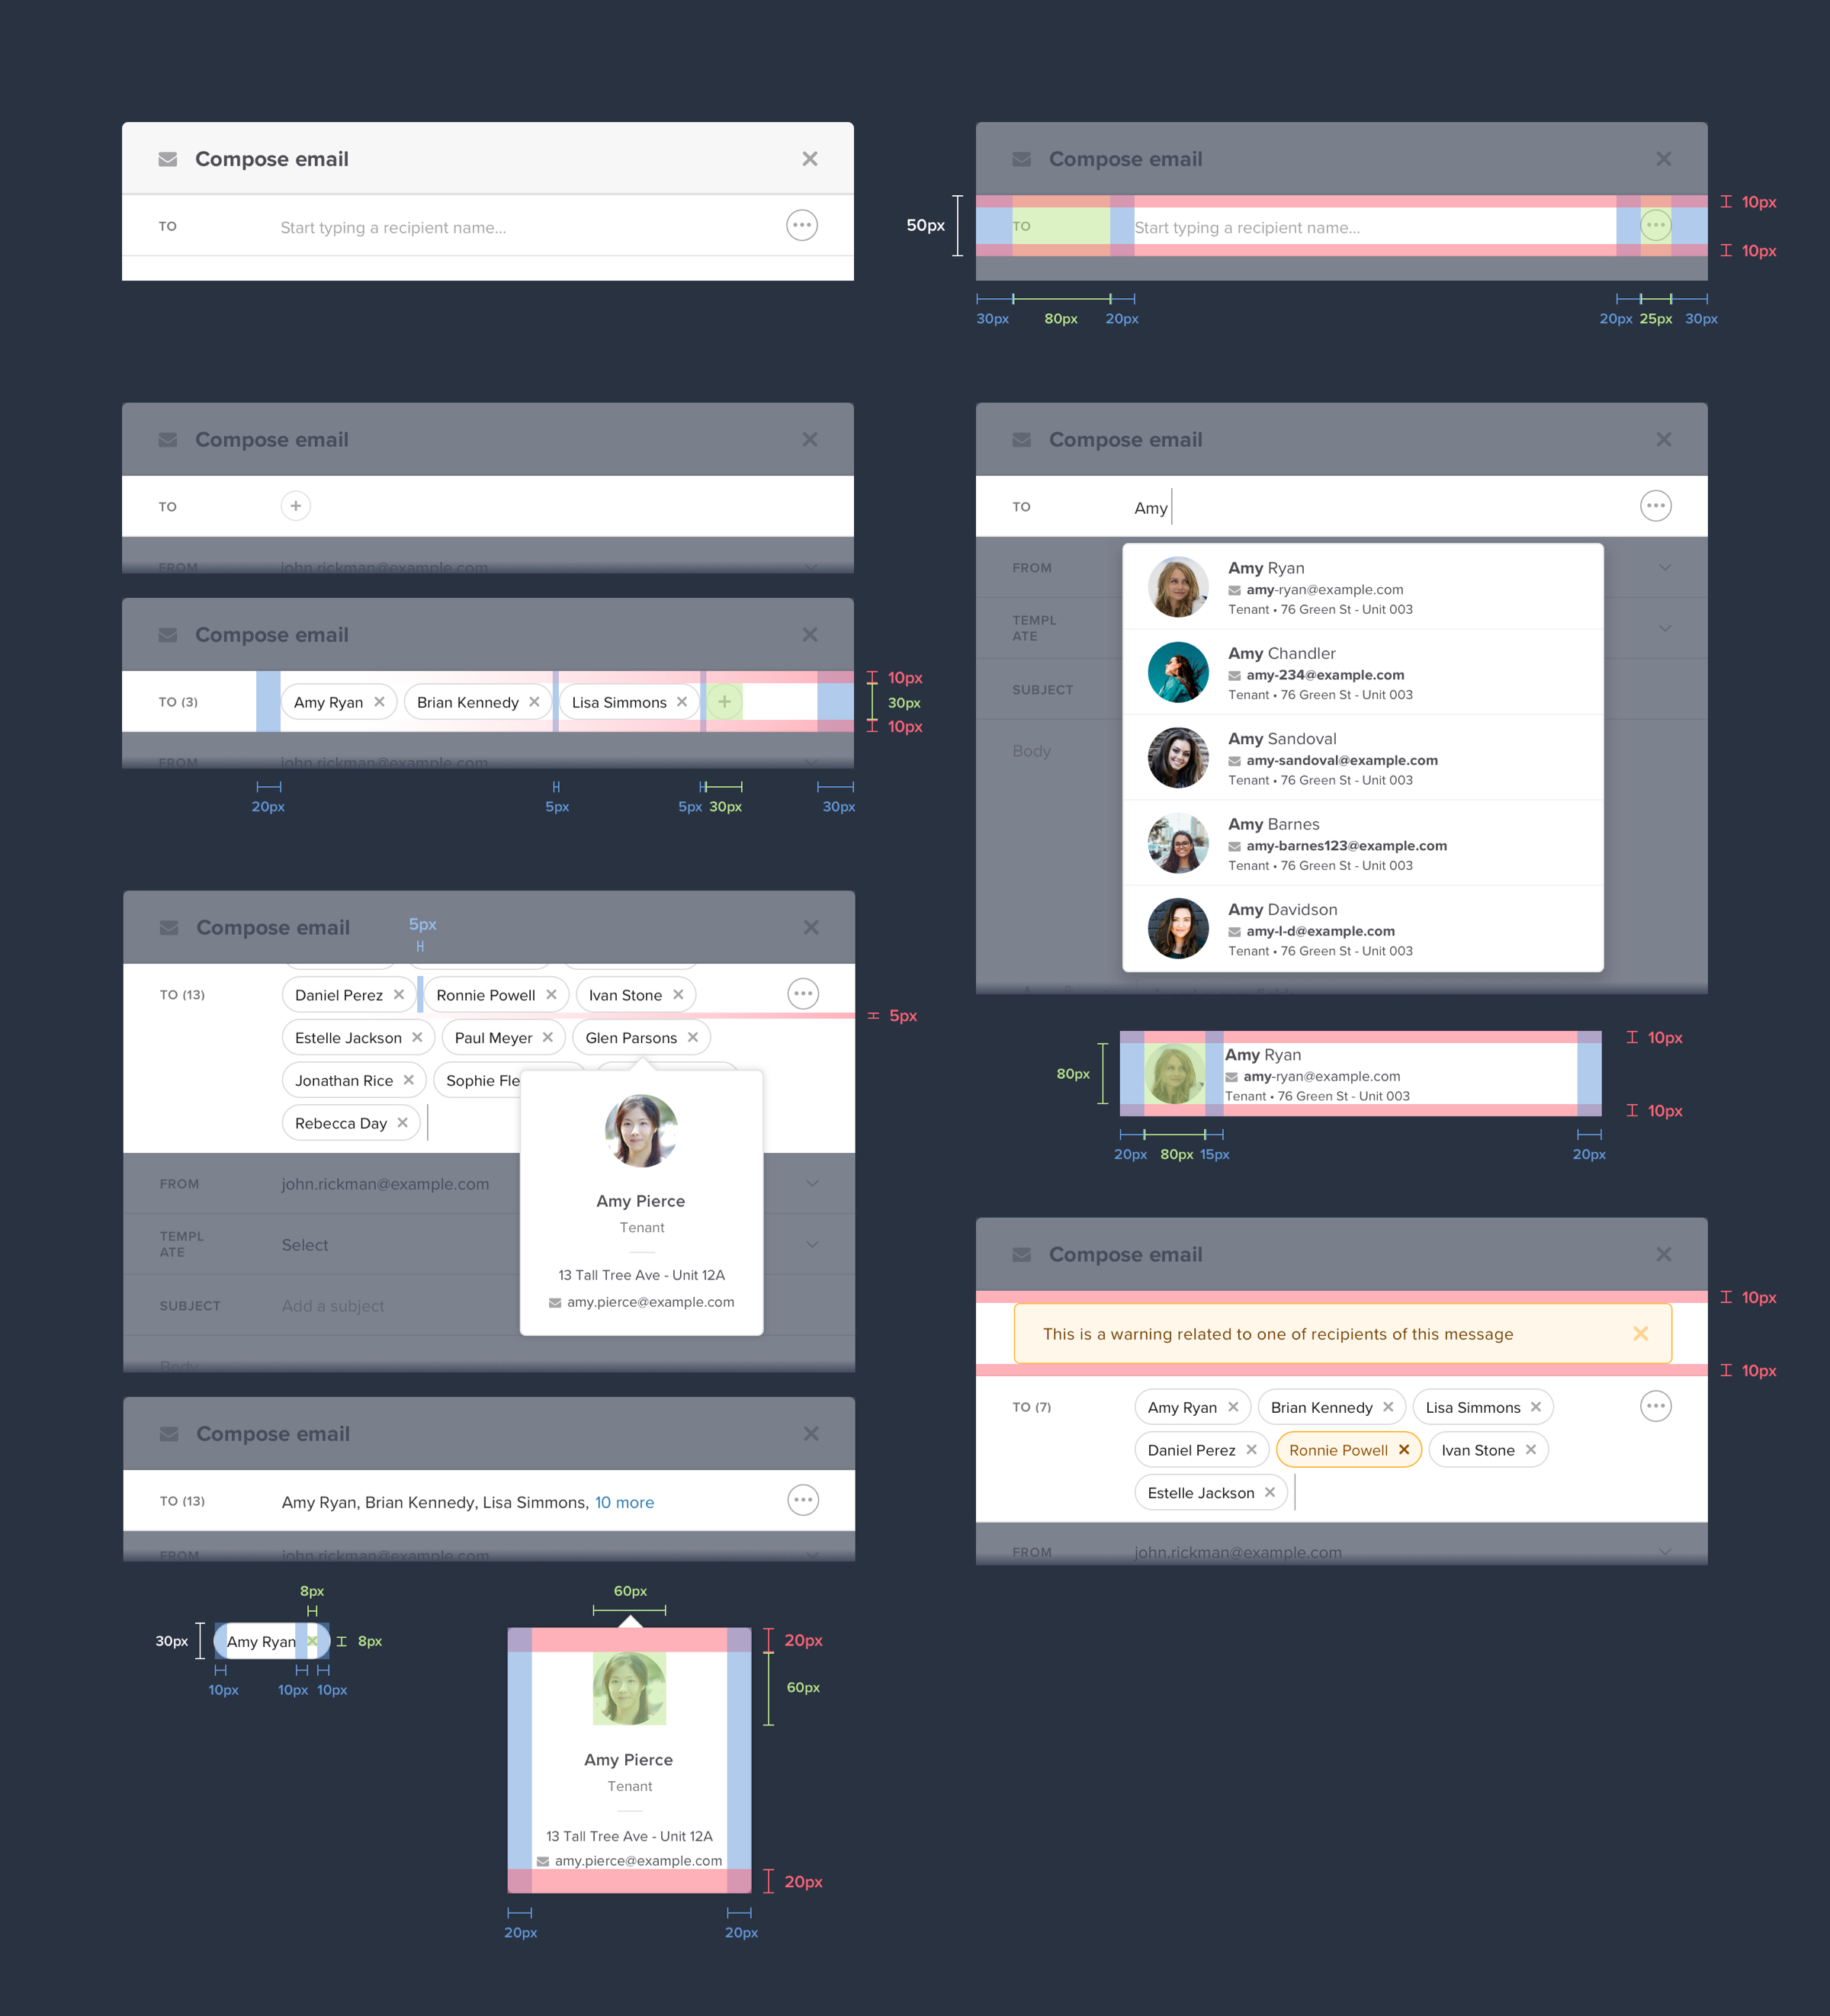 Compose email
TO
Start typing a recipient name...
Compose email
50px
TO
Start typing a recipient name...
10px
10px
30px
80px
20px
20px
25px
30px
Compose email
TO
FROM
john.rickman@example.com
Compose email
TO (3)
Amy Ryan
Brian Kennedy
Lisa Simmons
10px
30px
10px
FROM
john.rickman@example.com
20px
5px
5px
30px
30px
Compose email
TO
Amy
FROM
TEMPL
ATE
SUBJECT
Body
Amy Ryan
amy-ryan@example.com
Tenant • 76 Green St - Unit 003
Amy Chandler
amy-234@example.com
Tenant • 76 Green St - Unit 003
Amy Sandoval
amy-sandoval@example.com
Tenant • 76 Green St - Unit 003
Amy Barnes
amy-barnes123@example.com
Tenant • 76 Green St - Unit 003
Amy Davidson
amy-l-d@example.com
Tenant • 76 Green St - Unit 003
Compose email
5px
TO (13)
Daniel Perez
Ronnie Powell
Ivan Stone
5px
Estelle Jackson
Paul Meyer
Glen Parsons
Jonathan Rice
Sophie Fle
Rebecca Day
FROM
john.rickman@example.com
TEMPL
ATE
Select
SUBJECT
Add a subject
Body
Amy Pierce
Tenant
13 Tall Tree Ave - Unit 12A
amy.pierce@example.com
80px
Amy Ryan
amy-ryan@example.com
Tenant • 76 Green St - Unit 003
10px
10px
20px
80px
15px
20px
Compose email
10px
This is a warning related to one of recipients of this message
10px
TO (7)
Amy Ryan
Brian Kennedy
Lisa Simmons
Daniel Perez
Ronnie Powell
Ivan Stone
Estelle Jackson
FROM
john.rickman@example.com
Compose email
TO (13)
Amy Ryan, Brian Kennedy, Lisa Simmons, 10 more
FROM
john.rickman@example.com
8px
30px
Amy Ryan
8px
10px
10px
10px
60px
20px
60px
Amy Pierce
Tenant
13 Tall Tree Ave - Unit 12A
amy.pierce@example.com
20px
20px
20px